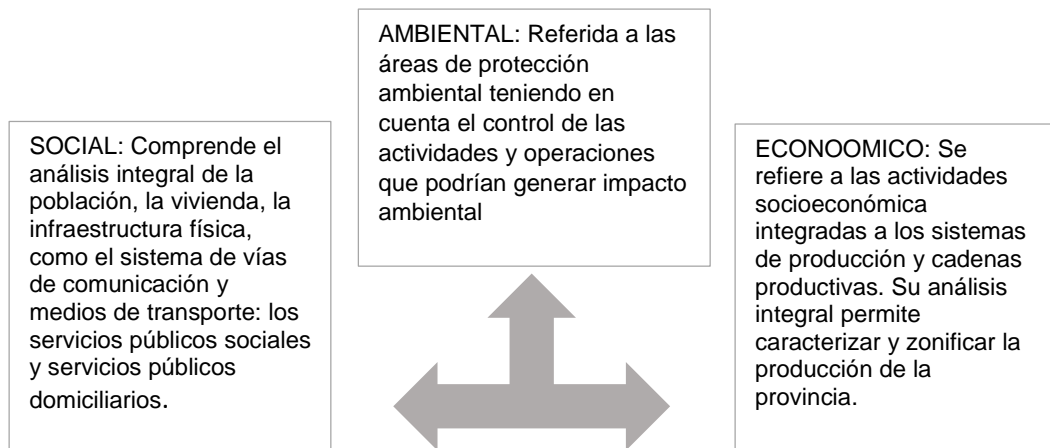 AMBIENTAL: Referida a las
áreas de protección
ambiental teniendo en
cuenta el control de las
actividades y operaciones
que podrían generar impacto
ambiental
SOCIAL: Comprende el
análisis integral de la
población, la vivienda, la
infraestructura física,
como el sistema de vías
de comunicación y
medios de transporte: los
servicios públicos sociales
y servicios públicos
domiciliarios.
ECONOOMICO: Se
refiere a las actividades
socioeconómica
integradas a los sistemas
de producción y cadenas
productivas. Su análisis
integral permite
caracterizar y zonificar la
producción de la
provincia.